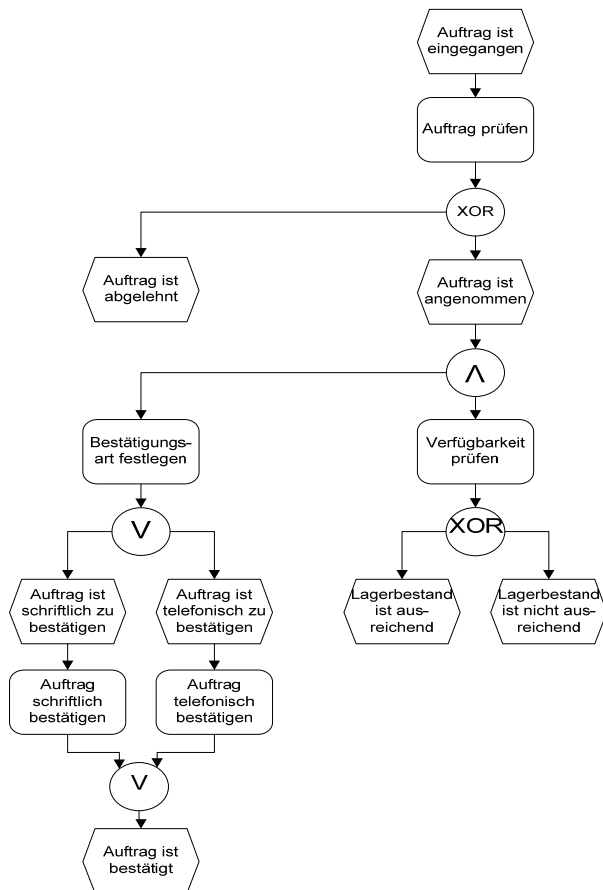 Auftrag ist
eingegangen
Auftrag prüfen
XOR
Auftrag ist
abgelehnt
Auftrag ist
angenommen
Λ
Bestätigungs-
art festlegen
Verfügbarkeit
prüfen
V
XOR
Auftrag ist
schriftlich zu
bestätigen
Auftrag ist
telefonisch zu
bestätigen
Lagerbestand
ist aus-
reichend
Lagerbestand
ist nicht aus-
reichend
Auftrag
schriftlich
bestätigen
Auftrag
telefonisch
bestätigen
V
Auftrag ist
bestätigt